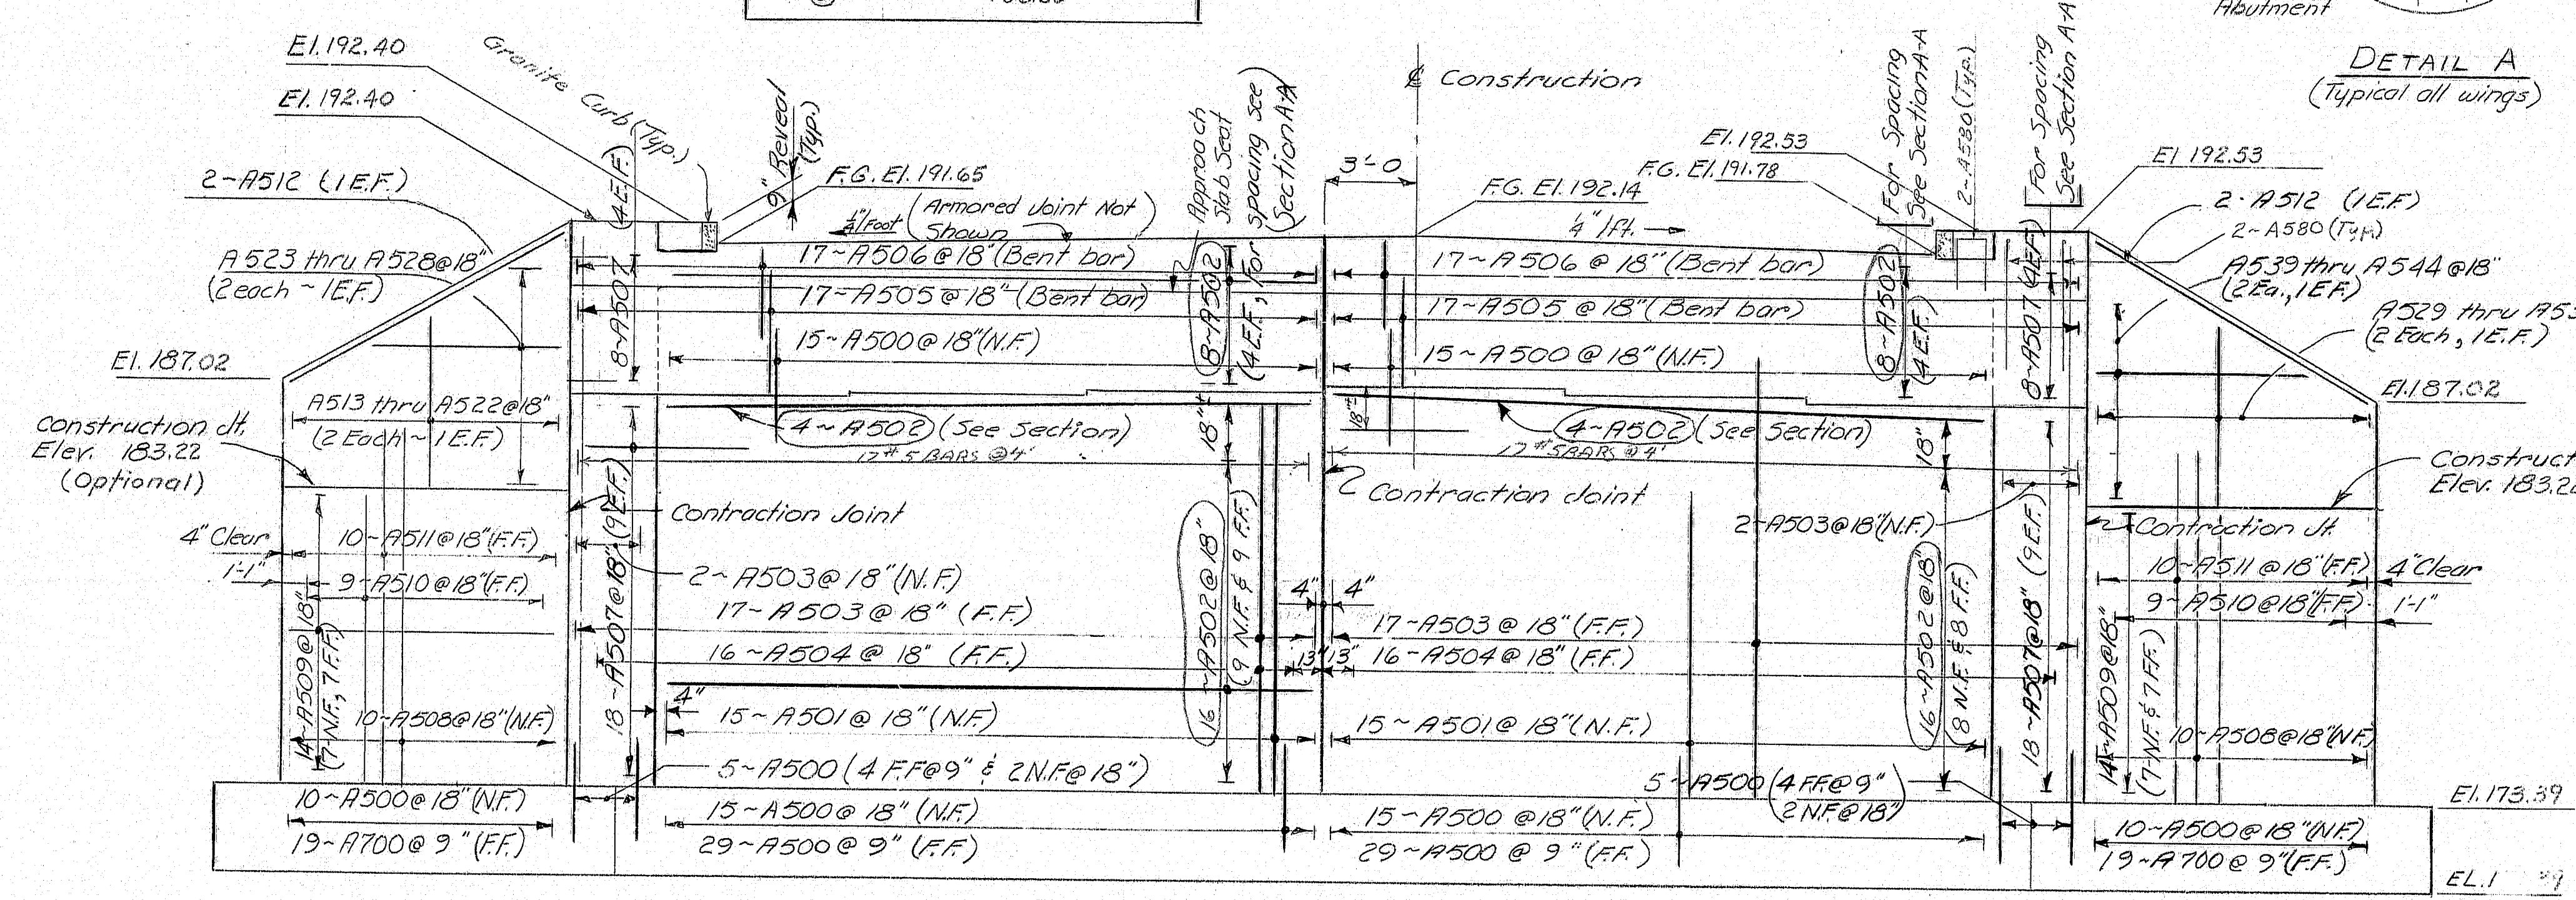 Abutment
DETAIL A
(Typical all wings)
El. 192.40
El. 192.40
Granite Curb (Typ.)
9" Reveal
(Typ.)
F.G. El. 191.65
Approach
Slab Seat
8~A502
(4 E.F., For
spacing see
Section A-A)
℄ Construction
3'-0
F.G. El. 192.14
1/4"/ft.
El. 192.53
F.G. El. 191.78
For Spacing
See Section A-A
2~A580 (Typ.)
For Spacing
See Section A-A
El 192.53
2-A512 (1 E.F.)
2~A580 (Typ.)
A539 thru A544 @18"
(2 Ea., 1 E.F.)
A529 thru
(2 Each, 1 E.F.)
El. 187.02
2~A512 (1 E.F.)
A523 thru A528@18"
(2 each ~ 1 E.F.)
El. 187.02
A513 thru A522@18"
(2 Each ~ 1 E.F.)
Construction Jt.
Elev. 183.22
(Optional)
8~A507
(4 E.F.)
1/4"/Foot
(Armored Joint Not
Shown)
17~A506@18" (Bent bar)
17~A505@18" (Bent bar)
15~A500@18" (N.F.)
4~A502 (See Section)
17 #5 BARS @ 4'
18"±
17~A506 @ 18" (Bent bar)
17~A505 @ 18" (Bent bar)
15~A500 @ 18" (N.F.)
18"±
4~A502 (See Section)
17 #5 BARS @ 4'
8~A502
(4 E.F.)
8~A507 (4 E.F.)
18"
Contraction Joint
Contraction Joint
2~A503@18" (N.F.)
Contraction Jt.
Elev. 183.
4" Clear
1'-1"
10~A511@18" (F.F.)
9~A510@18" (F.F.)
14~A509@18"
(7-N.F., 7 F.F.)
10~A508@18" (N.F.)
18~A507@18" (9 E.F.)
2~A503@18" (N.F.)
17~A503@18" (F.F.)
16~A504@18" (F.F.)
4"
15~A501@18" (N.F.)
16~A502@18"
(9 N.F. & 9 F.F.)
4" 4"
13" 13"
17~A503 @ 18" (F.F.)
16~A504@18" (F.F.)
15~A501@18" (N.F.)
16~A502@18"
(8 N.F. & 8 F.F.)
18~A507@18" (9 E.F.)
14~A509@18"
(7-N.F. & 7 F.F.)
10~A511@18" (F.F.)
4" Clear
9~A510@18" (F.F.)
1'-1"
10~A508@18" (N.F.)
5~A500 (4 F.F.@9" & 2 N.F.@18")
5~A500 (4 F.F.@9"
2 N.F.@18")
10~A500@18" (N.F.)
19~A700@9" (F.F.)
15~A500@18" (N.F.)
29~A500@9" (F.F.)
15~A500 @18" (N.F.)
29~A500 @ 9" (F.F.)
10~A500@18" (N.F.)
19~A700@9" (F.F.)
El. 173.39